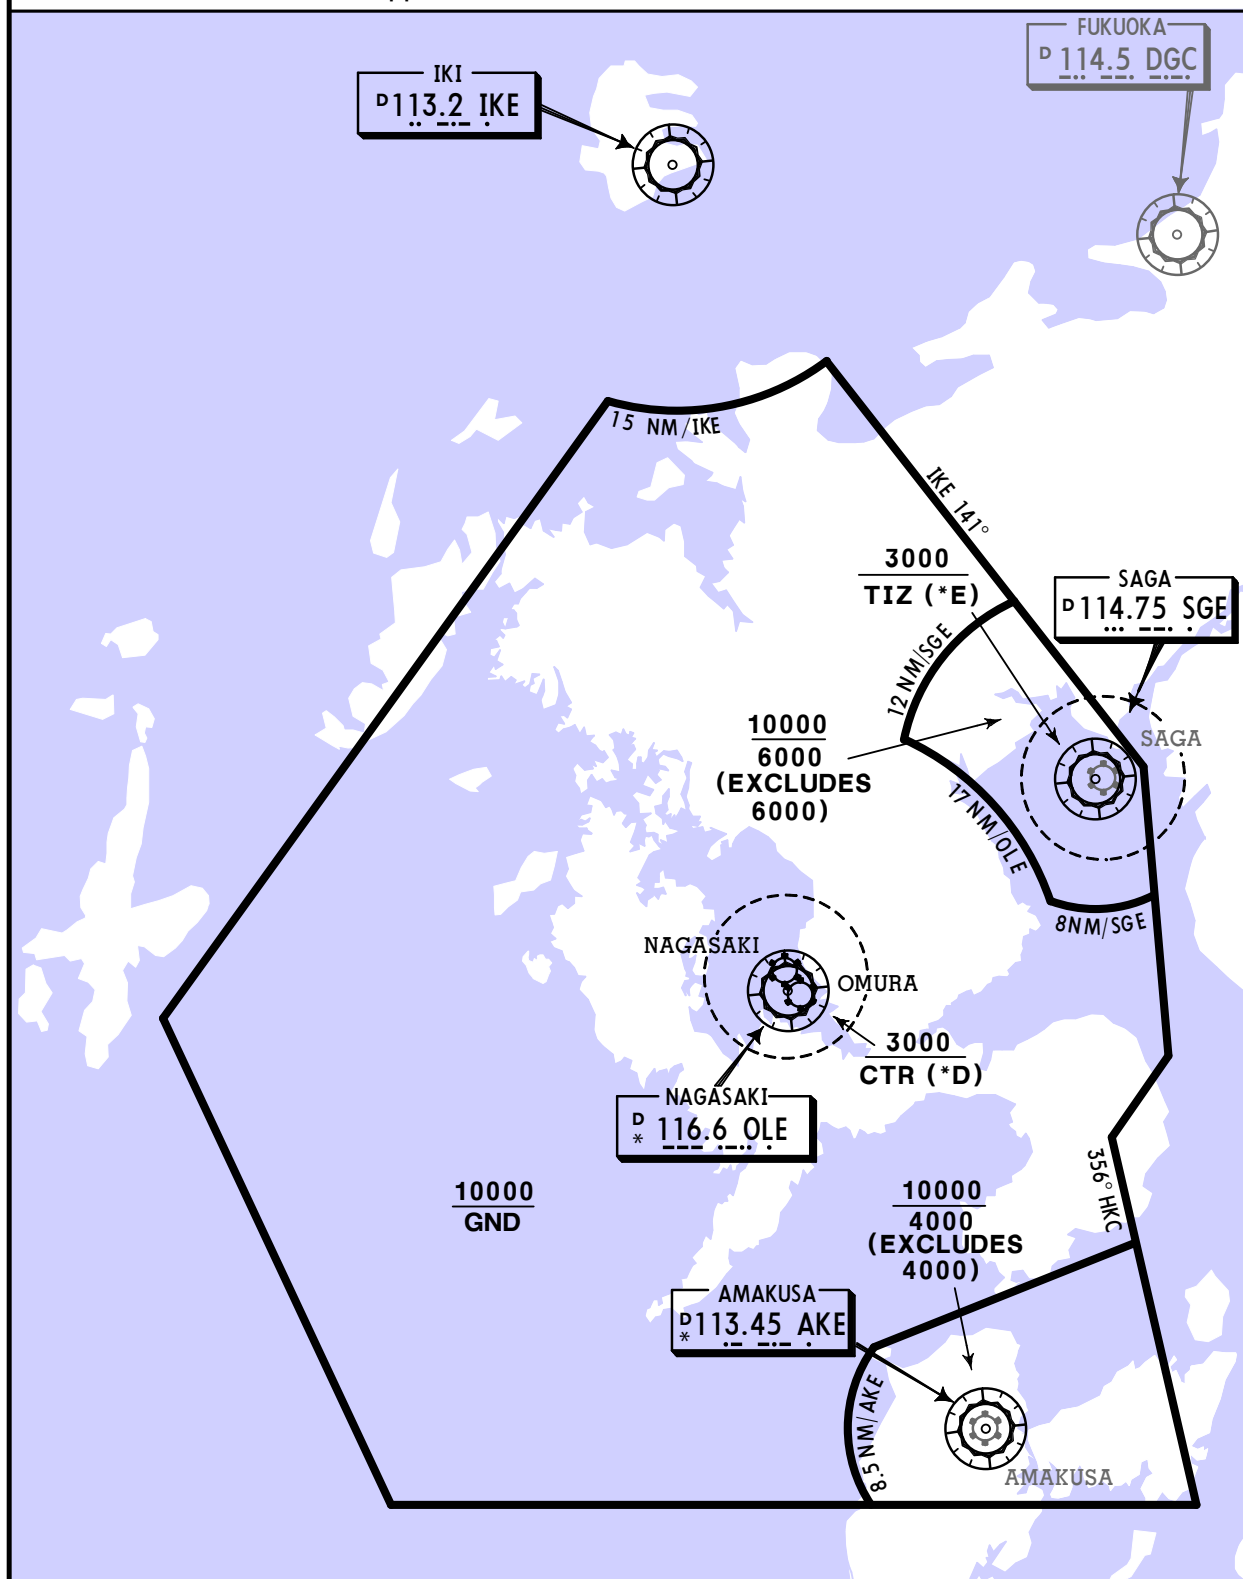 FUKUOKA
D 114.5 DGC
IKI
D 113.2 IKE
15 NM/IKE
IKE 141°
3000
TIZ (*E)
SAGA
D 114.75 SGE
12 NM/SGE
10000
6000
(EXCLUDES
6000)
SAGA
17 NM/OLE
8NM/SGE
NAGASAKI
OMURA
3000
CTR (*D)
NAGASAKI
D
* 116.6 OLE
356° HKC
10000
GND
10000
4000
(EXCLUDES
4000)
AMAKUSA
D
* 113.45 AKE
8.5 NM/AKE
AMAKUSA